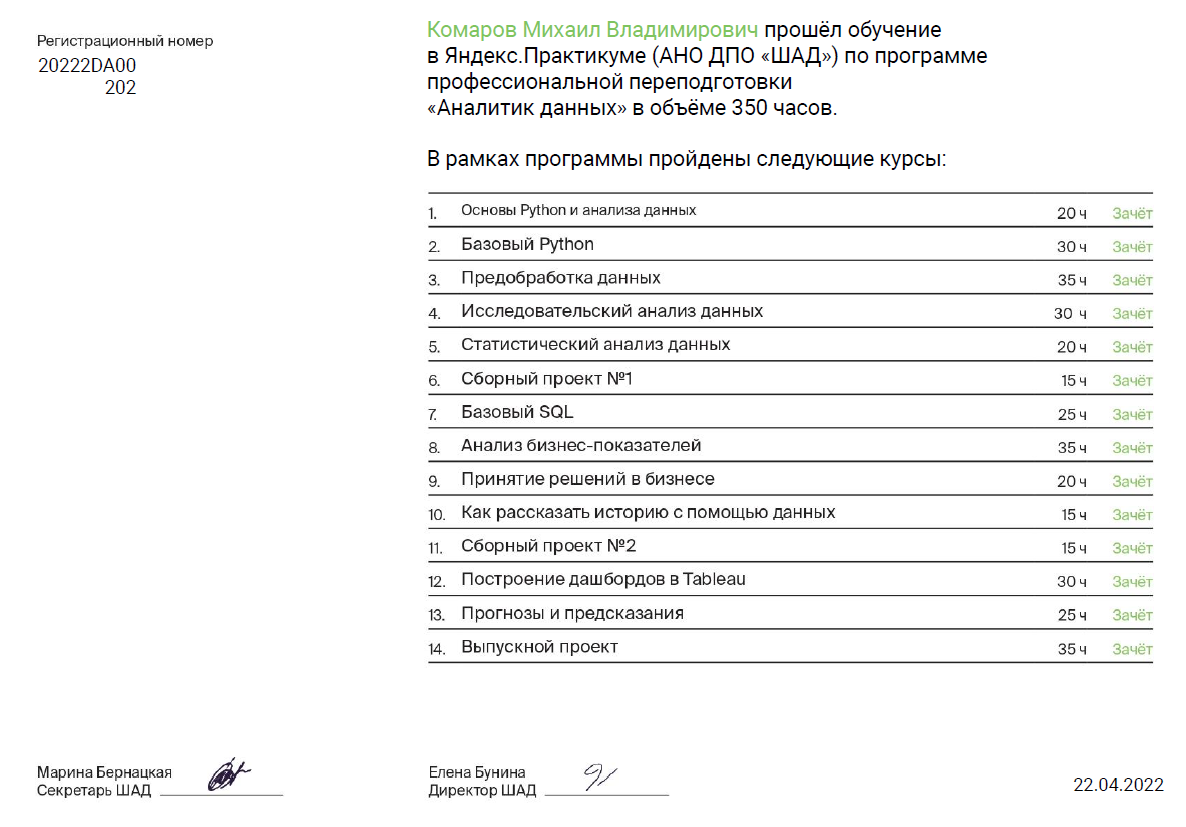 Регистрационный номер
20222DA00
202
Комаров Михаил Владимирович прошёл обучение
в Яндекс.Практикуме (АНО ДПО «ШАД») по программе
профессиональной переподготовки
«Аналитик данных» в объёме 350 часов.
В рамках программы пройдены следующие курсы:
1. Основы Python и анализа данных 20 ч Зачёт
2. Базовый Python 30 ч Зачёт
3. Предобработка данных 35 ч Зачёт
4. Исследовательский анализ данных 30 ч Зачёт
5. Статистический анализ данных 20 ч Зачёт
6. Сборный проект №1 15 ч Зачёт
7. Базовый SQL 25 ч Зачёт
8. Анализ бизнес-показателей 35 ч Зачёт
9. Принятие решений в бизнесе 20 ч Зачёт
10. Как рассказать историю с помощью данных 15 ч Зачёт
11. Сборный проект №2 15 ч Зачёт
12. Построение дашбордов в Tableau 30 ч Зачёт
13. Прогнозы и предсказания 25 ч Зачёт
14. Выпускной проект 35 ч Зачёт
Марина Бернацкая
Секретарь ШАД
Елена Бунина
Директор ШАД
22.04.2022